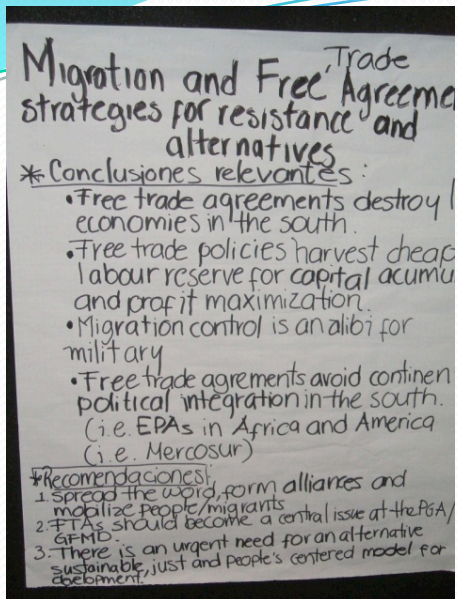 Migration and Free Trade Agreeme
strategies for resistance and
alternatives
* Conclusiones relevantes:
• Free trade agreements destroy l
economies in the south.
• Free trade policies harvest cheap
labour reserve for capital acumu
and profit maximization.
• Migration control is an alibi for
military
• Free trade agrements avoid continen
political integration in the south.
(i.e. EPAs in Africa and America
(i.e. Mercosur)
* Recomendaciones:
1. Spread the word, form alliances and
mobilize people/migrants
2. FTAs should become a central issue at the PGA/
GFMD.
3. There is an urgent need for an alternative
sustainable, just and people's centered model for